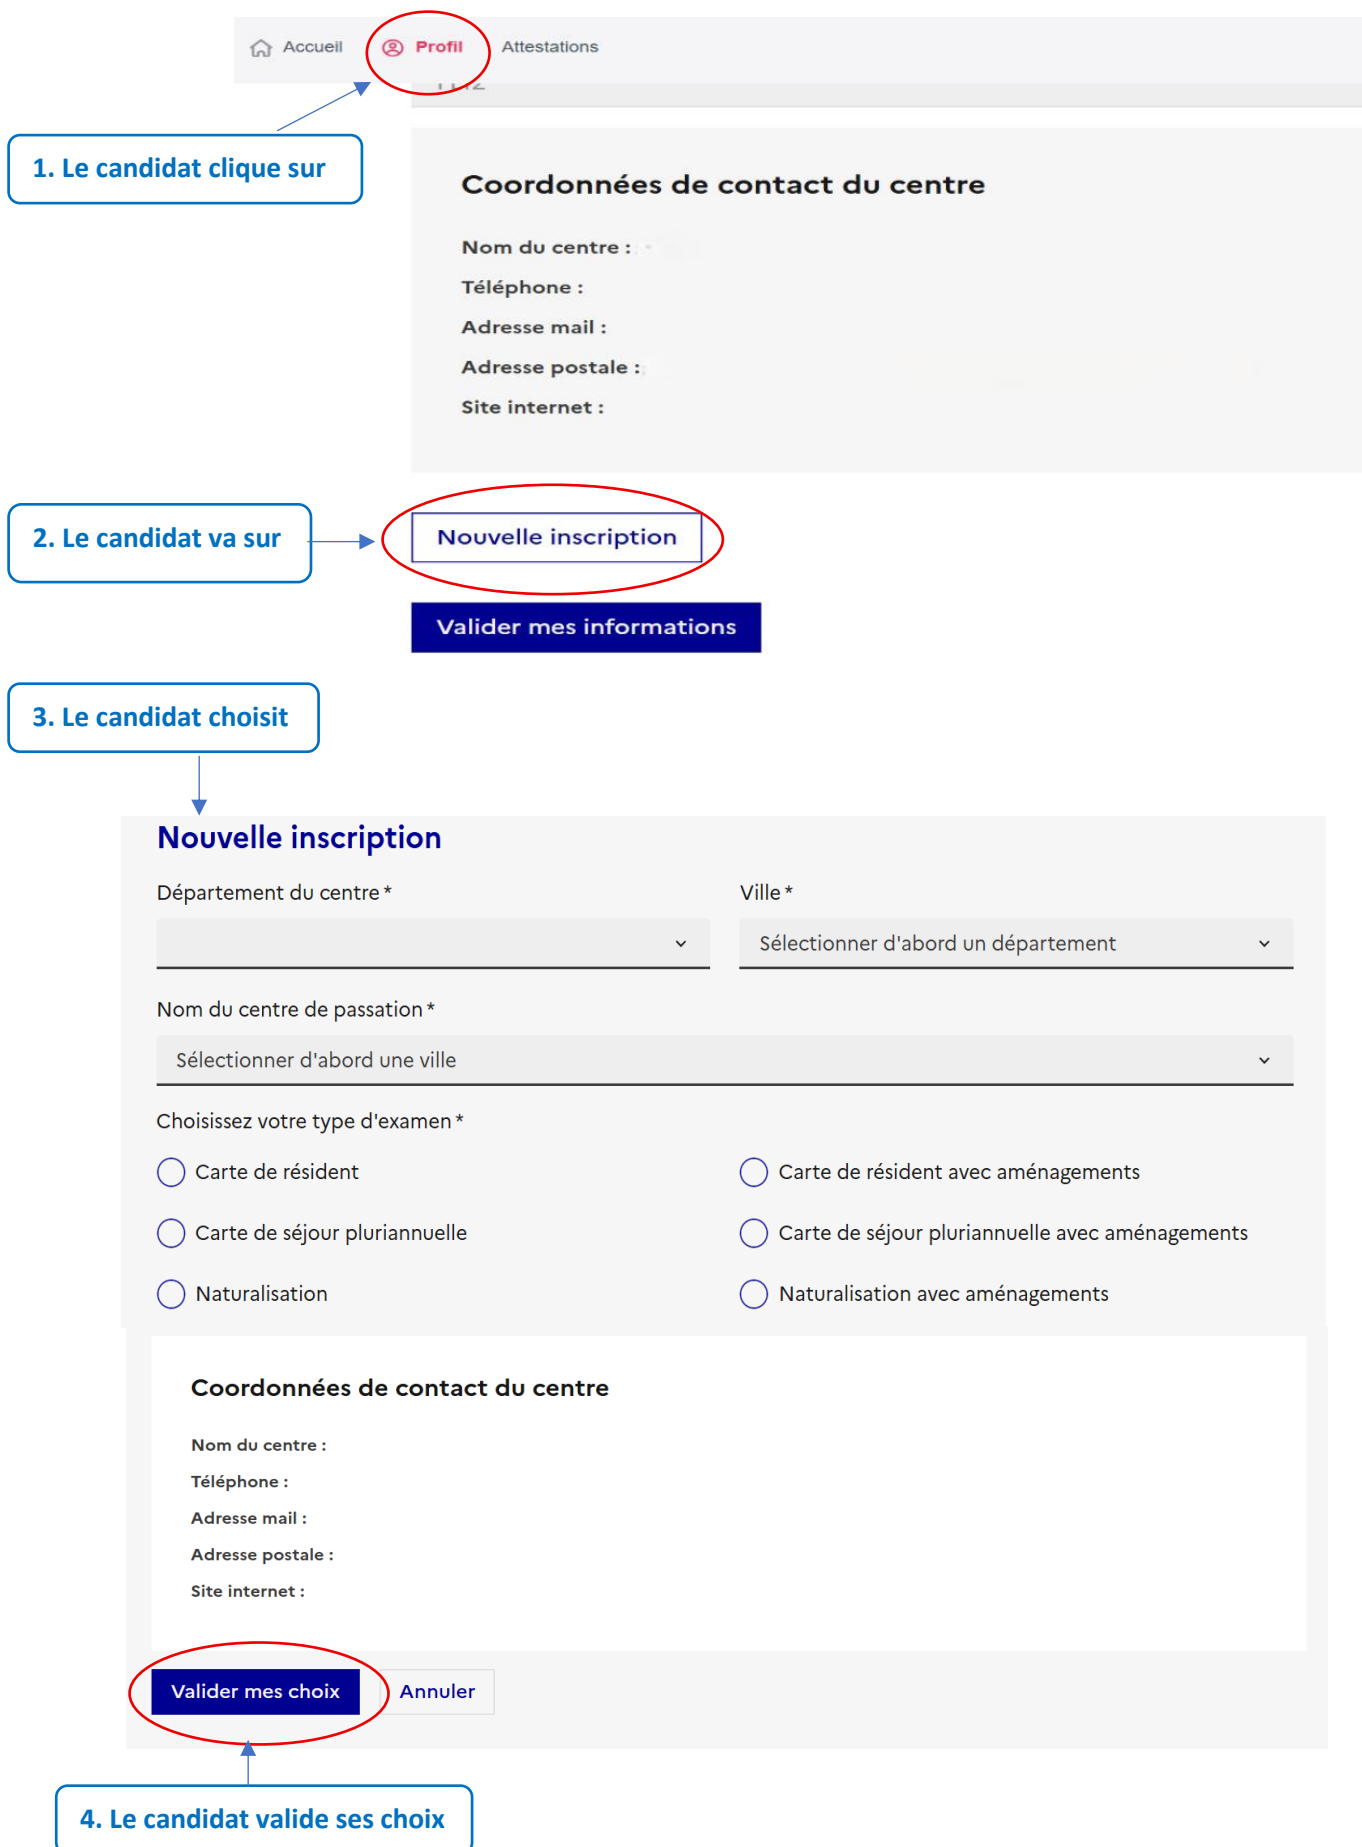 Accueil Profil Attestations
1. Le candidat clique sur
Coordonnées de contact du centre
Nom du centre :
Téléphone :
Adresse mail :
Adresse postale :
Site internet :
2. Le candidat va sur
Nouvelle inscription
Valider mes informations
3. Le candidat choisit
Nouvelle inscription
Département du centre * Ville *
Sélectionner d'abord un département
Nom du centre de passation *
Sélectionner d'abord une ville
Choisissez votre type d'examen *
Carte de résident Carte de résident avec aménagements
Carte de séjour pluriannuelle Carte de séjour pluriannuelle avec aménagements
Naturalisation Naturalisation avec aménagements
Coordonnées de contact du centre
Nom du centre :
Téléphone :
Adresse mail :
Adresse postale :
Site internet :
Valider mes choix Annuler
4. Le candidat valide ses choix